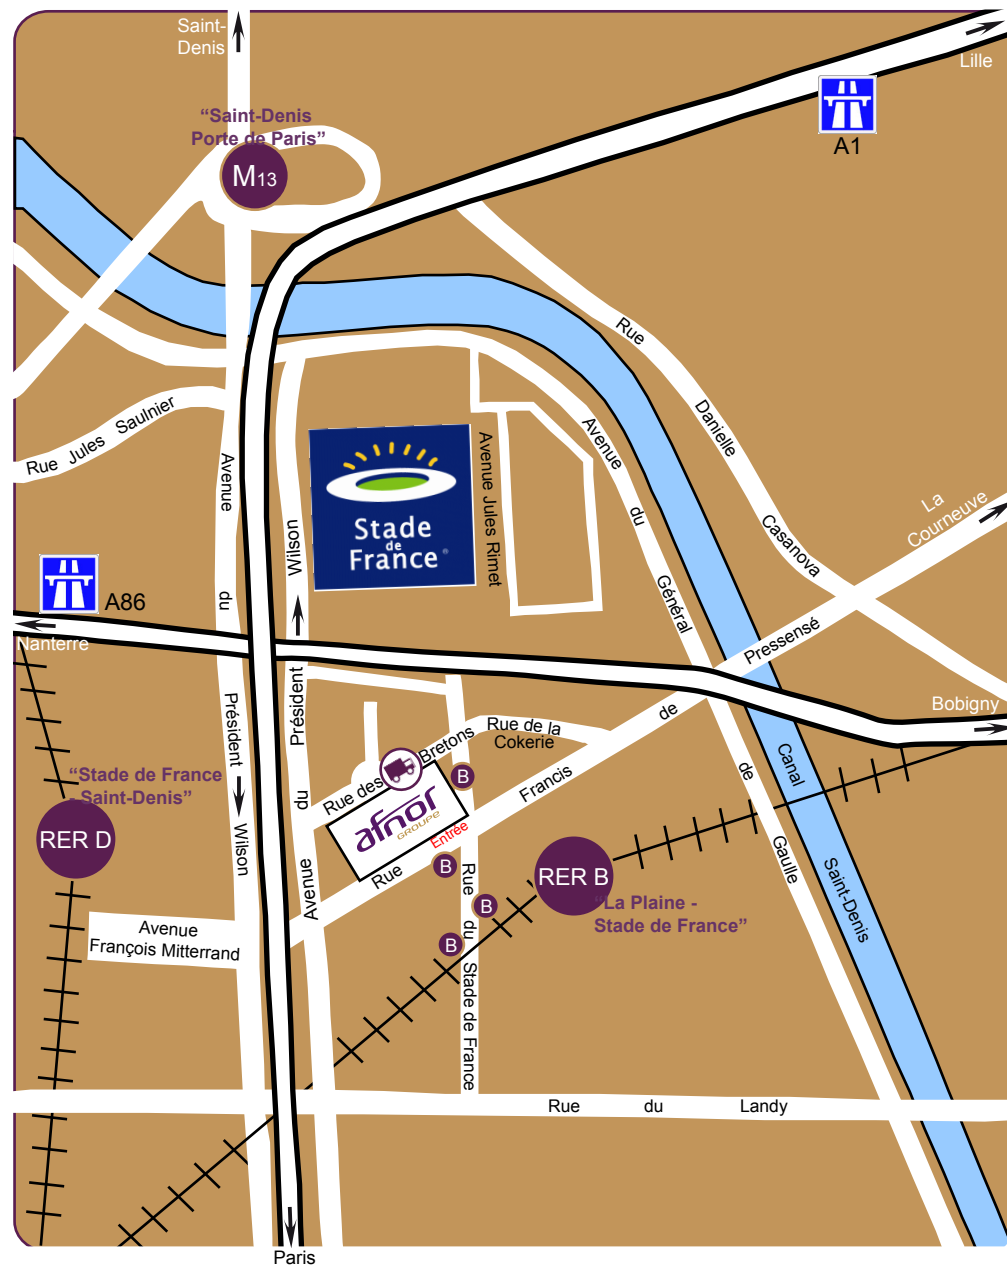 Saint-
Denis
Lille
A1
“Saint-Denis
Porte de Paris”
M13
Rue Danielle Casanova
Rue Jules Saulnier
Avenue du Président Wilson
Avenue du Président Wilson
Stade
de
France®
Avenue Jules Rimet
Avenue du Général de Gaulle
La
Courneuve
A86
Nanterre
Rue Francis de Pressensé
Bobigny
Rue de la
Cokerie
Rue des Bretons
“Stade de France
- Saint-Denis”
RER D
afnor
GROUPE
Entrée
B
B
B
B
RER B
“La Plaine -
Stade de France”
Canal Saint-Denis
Avenue
François Mitterrand
Rue du Stade de France
Rue du Landy
Paris